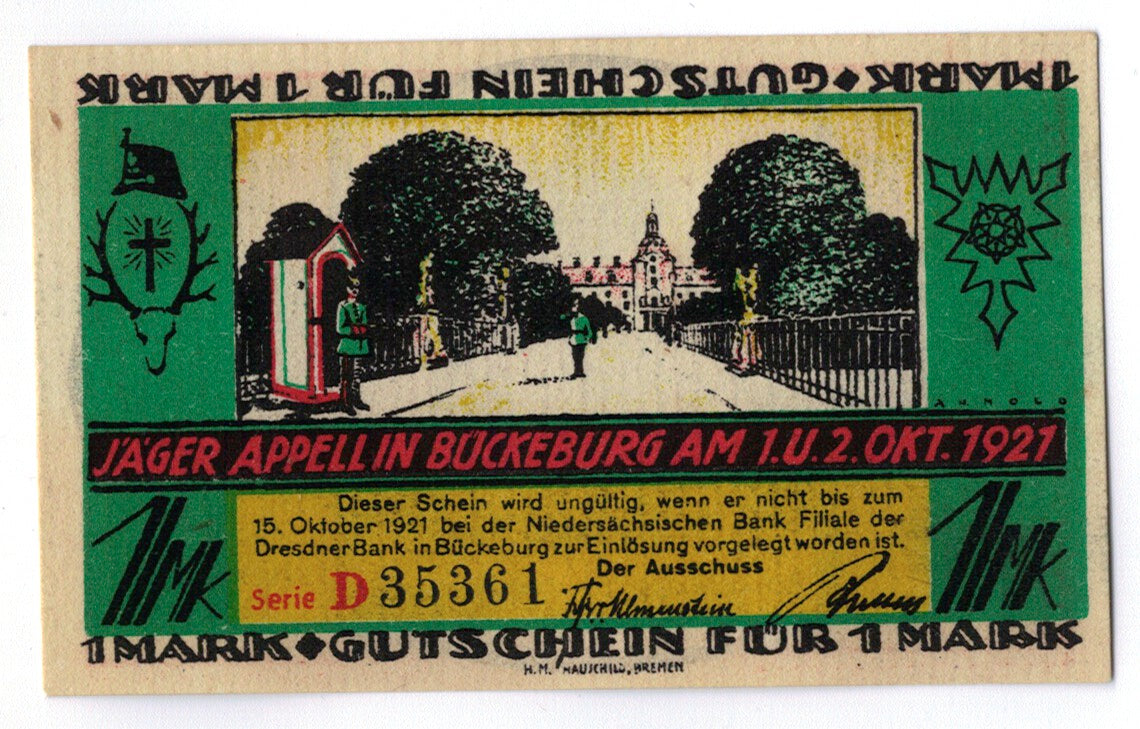 1 MARK ◆ GUTSCHEIN FÜR 1 MARK
ARNOLD
JÄGER APPELL IN BÜCKEBURG AM 1. U. 2. OKT. 1921
Dieser Schein wird ungültig, wenn er nicht bis zum
15. Oktober 1921 bei der Niedersächsischen Bank Filiale der
Dresdner Bank in Bückeburg zur Einlösung vorgelegt worden ist.
Der Ausschuss
Serie D 35361
1 MK
1 MK
1 MARK ◆ GUTSCHEIN FÜR 1 MARK
H. M. HAUSCHILD, BREMEN